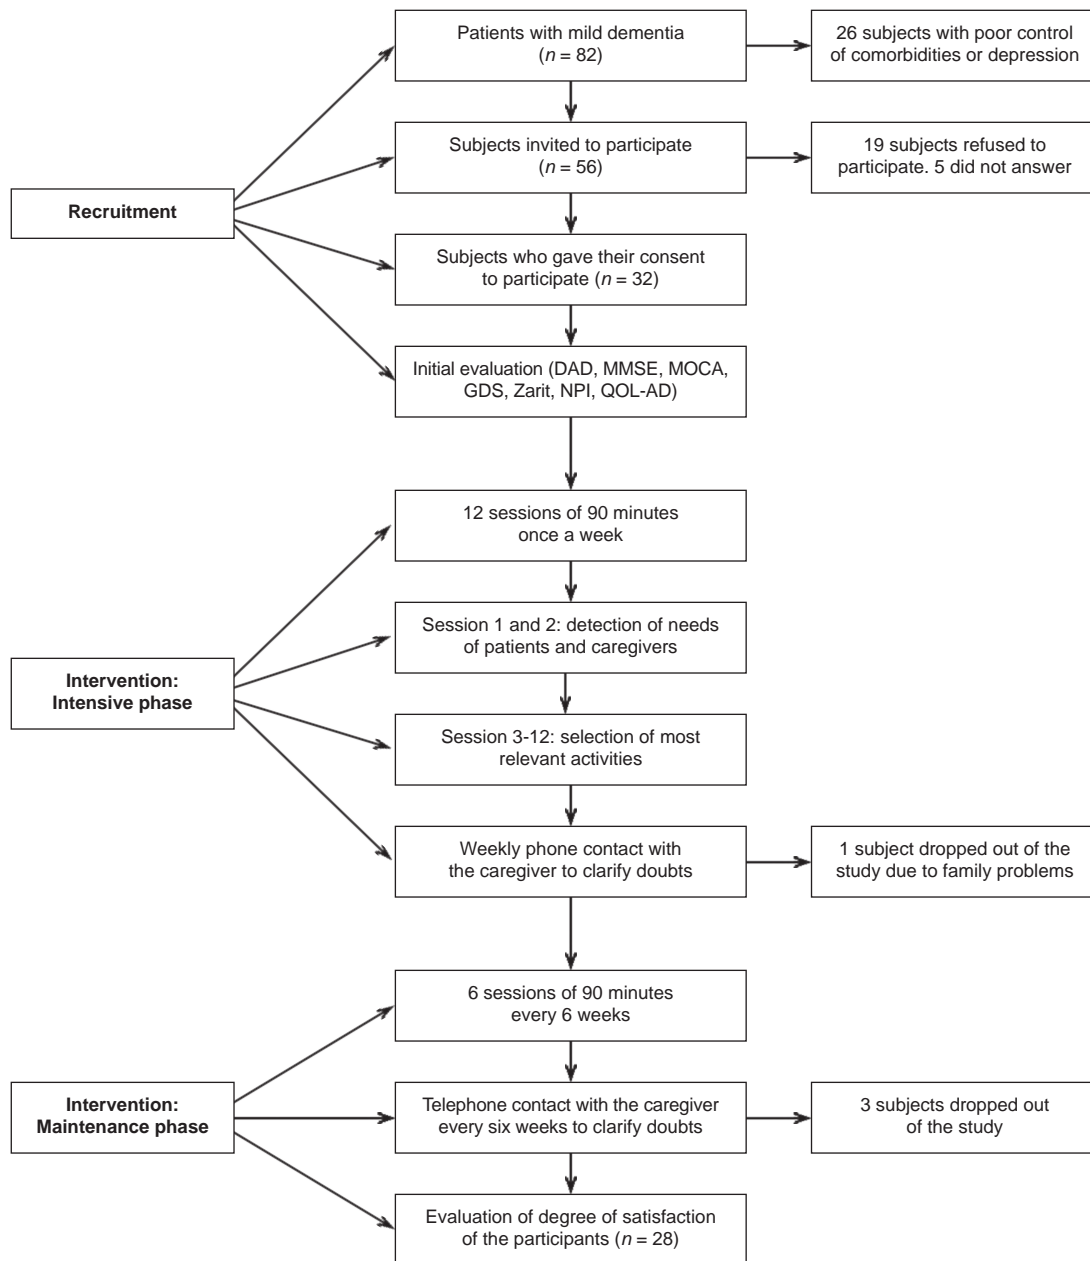 Patients with mild dementia
(n = 82)
26 subjects with poor control
of comorbidities or depression
Subjects invited to participate
(n = 56)
19 subjects refused to
participate. 5 did not answer
Recruitment
Subjects who gave their consent
to participate (n = 32)
Initial evaluation (DAD, MMSE, MOCA,
GDS, Zarit, NPI, QOL-AD)
12 sessions of 90 minutes
once a week
Session 1 and 2: detection of needs
of patients and caregivers
Intervention:
Intensive phase
Session 3-12: selection of most
relevant activities
Weekly phone contact with
the caregiver to clarify doubts
1 subject dropped out of the
study due to family problems
6 sessions of 90 minutes
every 6 weeks
Intervention:
Maintenance phase
Telephone contact with the caregiver
every six weeks to clarify doubts
3 subjects dropped out
of the study
Evaluation of degree of satisfaction
of the participants (n = 28)